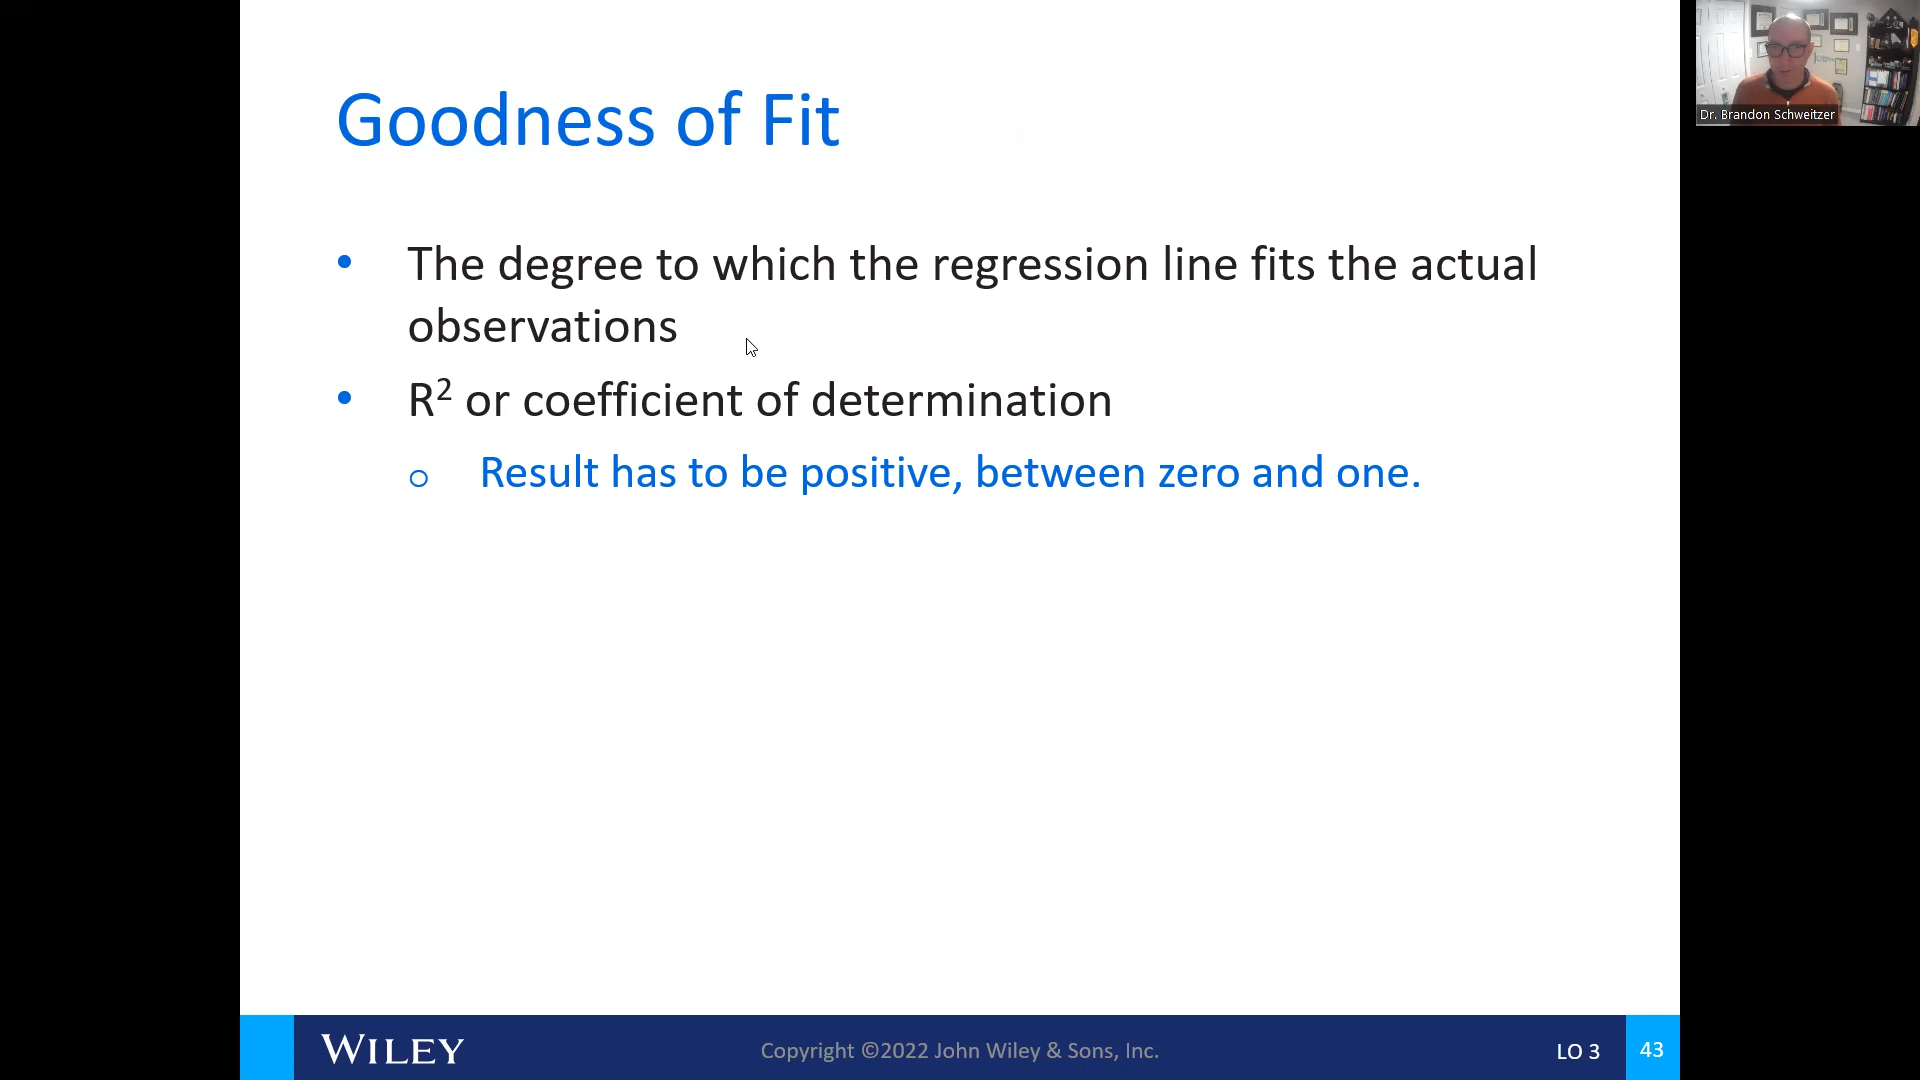 Goodness of Fit
• The degree to which the regression line fits the actual
observations
• R² or coefficient of determination
o Result has to be positive, between zero and one.
WILEY
Copyright ©2022 John Wiley & Sons, Inc.
LO 3
43
Dr. Brandon Schweitzer